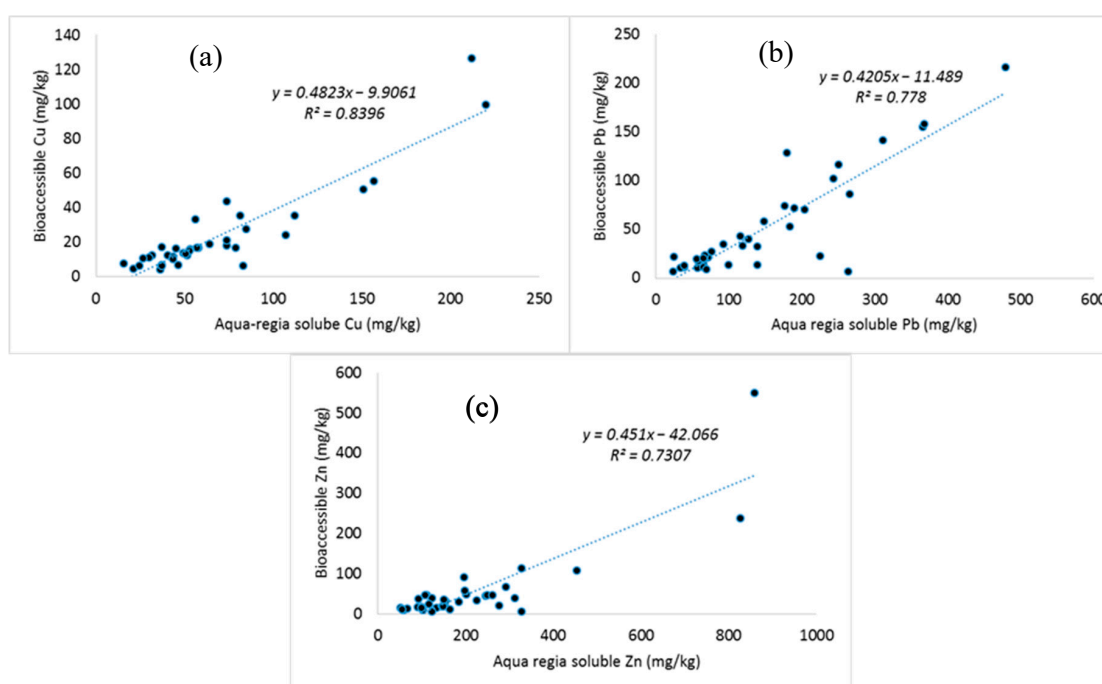 (a)
y = 0.4823x – 9.9061
R² = 0.8396
Bioaccessible Cu (mg/kg)
140
120
100
80
60
40
20
0
0 50 100 150 200 250
Aqua-regia solube Cu (mg/kg)
(b)
y = 0.4205x – 11.489
R² = 0.778
Bioaccessible Pb (mg/kg)
250
200
150
100
50
0
0 100 200 300 400 500 600
Aqua regia soluble Pb (mg/kg)
(c)
y = 0.451x – 42.066
R² = 0.7307
Bioaccessible Zn (mg/kg)
600
500
400
300
200
100
0
0 200 400 600 800 1000
Aqua regia soluble Zn (mg/kg)